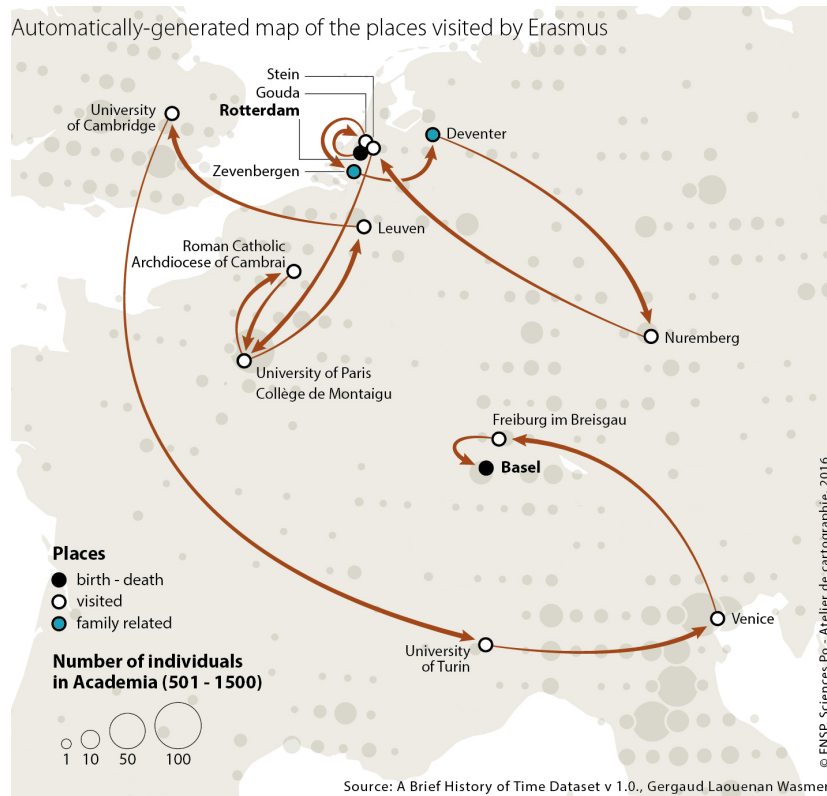 Automatically-generated map of the places visited by Erasmus
Stein
Gouda
Rotterdam
University
of Cambridge
Deventer
Zevenbergen
Leuven
Roman Catholic
Archdiocese of Cambrai
Nuremberg
University of Paris
Collège de Montaigu
Freiburg im Breisgau
Basel
Places
birth - death
visited
family related
Venice
University
of Turin
Number of individuals
in Academia (501 - 1500)
1 10 50 100
© FNSP. Sciences Po - Atelier de cartographie, 2016
Source: A Brief History of Time Dataset v 1.0., Gergaud Laouenan Wasmer